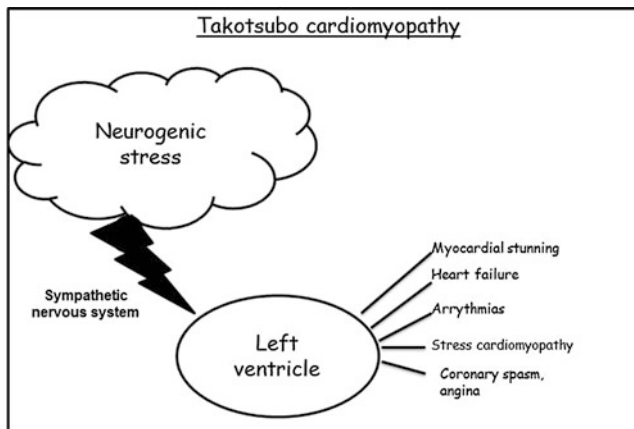 Takotsubo cardiomyopathy
Neurogenic
stress
Sympathetic
nervous system
Left
ventricle
Myocardial stunning
Heart failure
Arrythmias
Stress cardiomyopathy
Coronary spasm,
angina